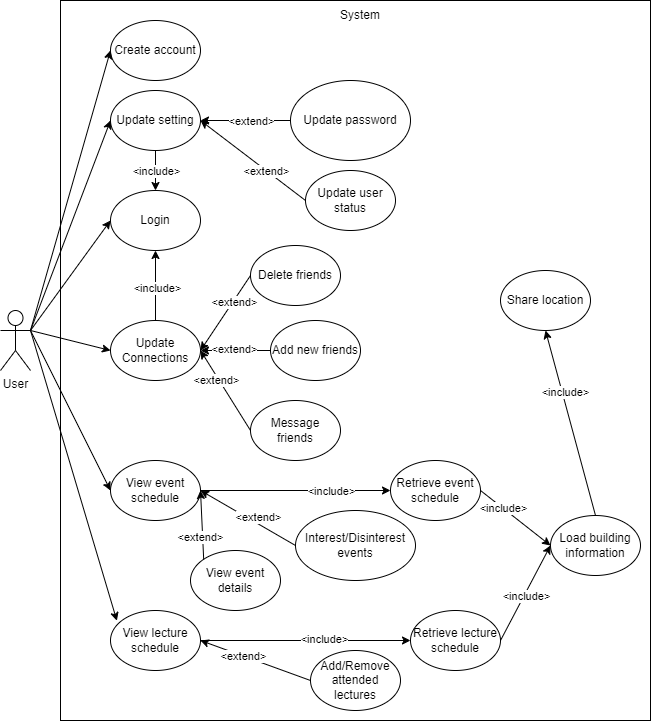 System
Create account
Update setting
<extend>
Update password
<include>
<extend>
Update user
status
Login
<include>
Delete friends
<extend>
Share location
User
Update
Connections
<extend>
Add new friends
<extend>
Message
friends
<include>
View event
schedule
<include>
Retrieve event
schedule
<include>
<extend>
<extend>
Interest/Disinterest
events
Load building
information
View event
details
<include>
View lecture
schedule
<include>
Retrieve lecture
schedule
<extend>
Add/Remove
attended
lectures